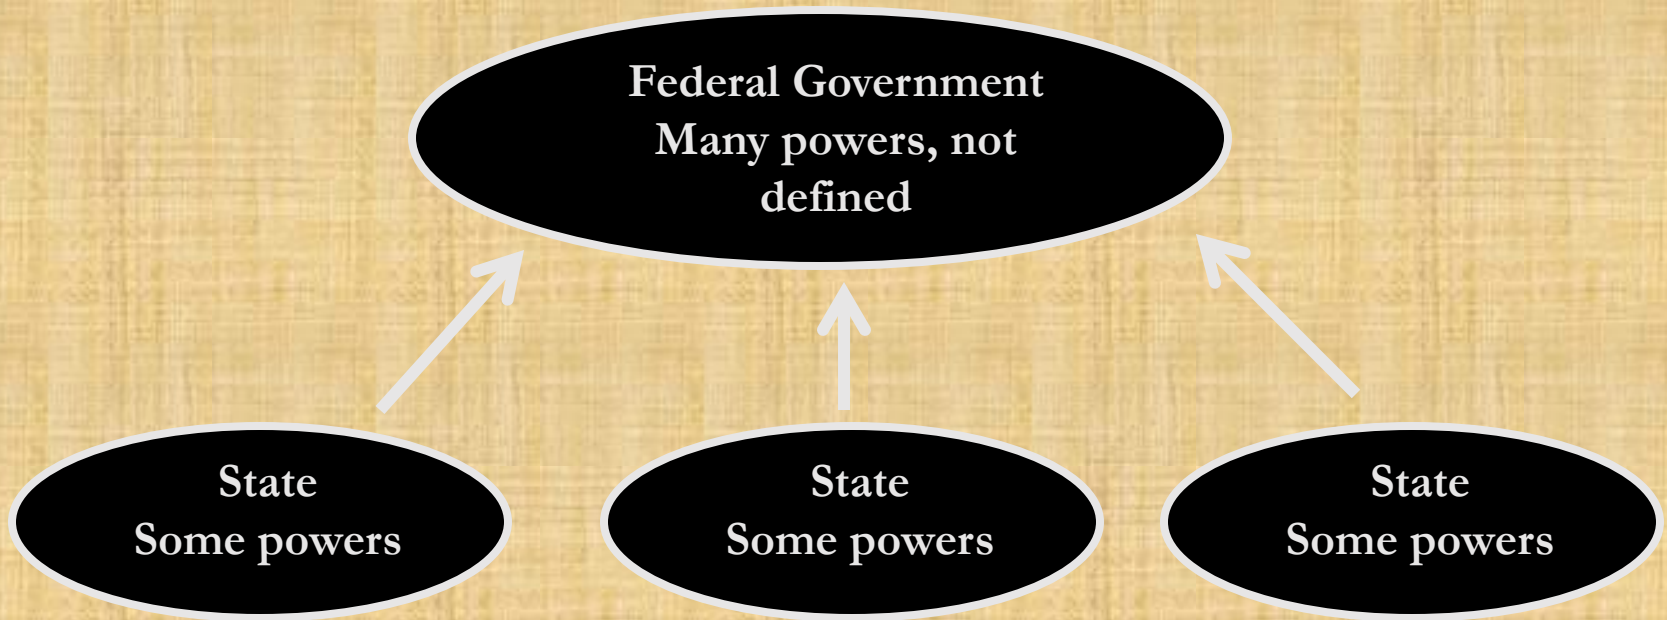 Federal Government
Many powers, not
defined
State
Some powers
State
Some powers
State
Some powers